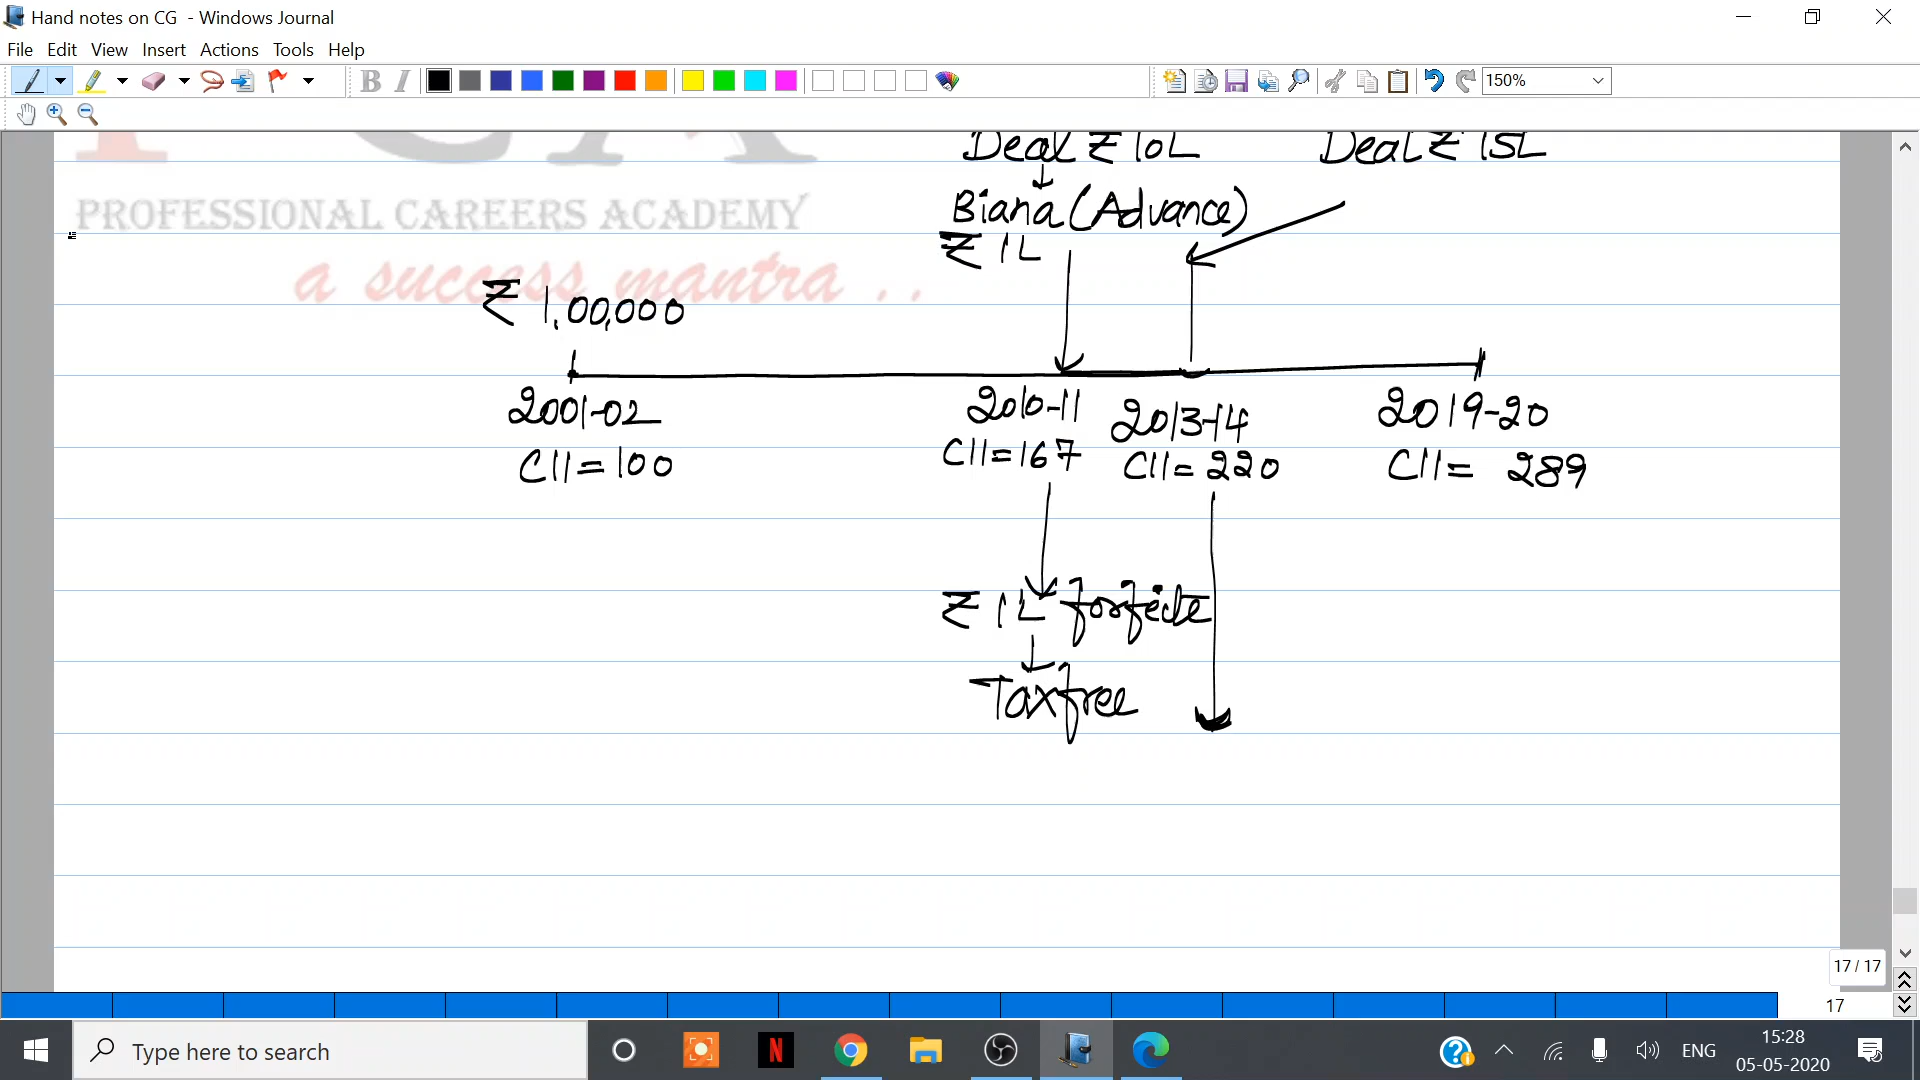 Hand notes on CG - Windows Journal
File Edit View Insert Actions Tools Help
B I 150%
Deal ₹ 10L Deal ₹ 15L
PROFESSIONAL CAREERS ACADEMY
Biana (Advance)
₹ 1L
a success mantra . .
₹ 1,00,000
2001-02 2010-11 2013-14 2019-20
CII = 100 CII = 167 CII = 220 CII = 289
₹ 1L forfeite
Taxfree
17 / 17
17
Type here to search
N
ENG
15:28
05-05-2020